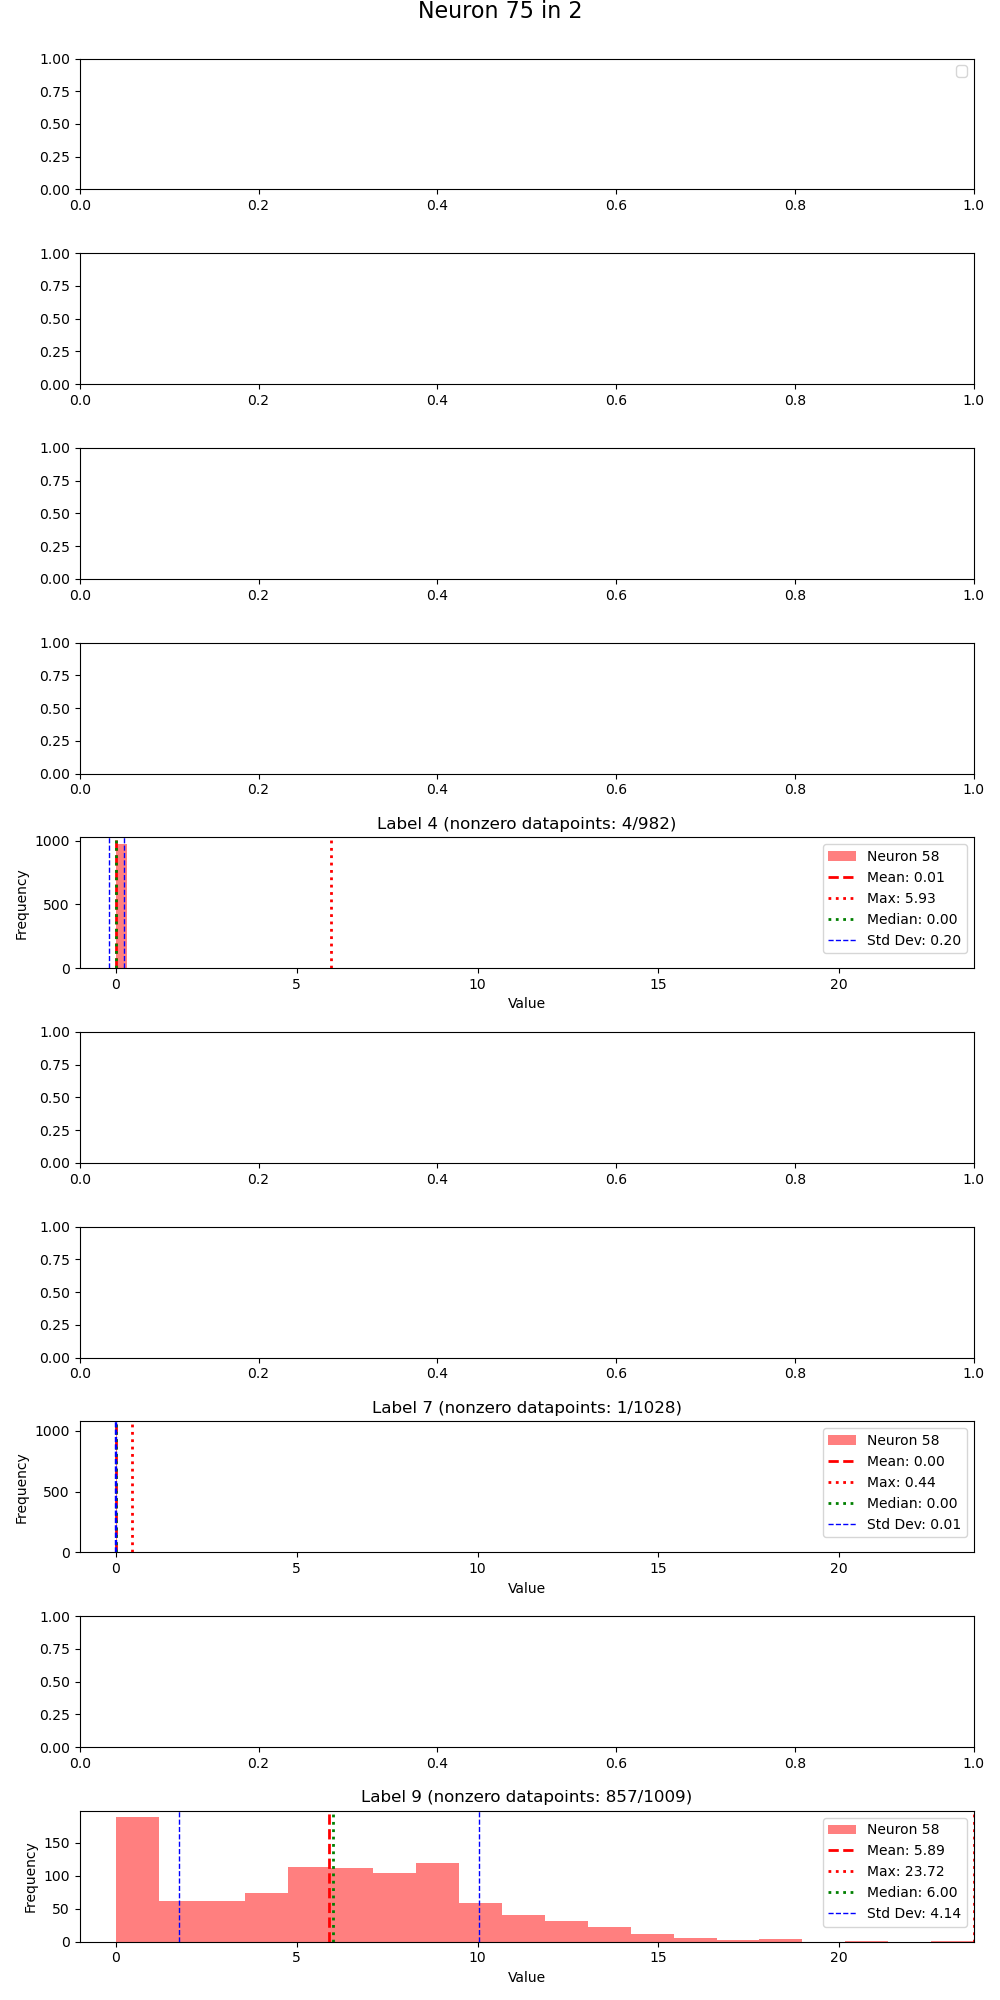 Neuron 75 in 2
1.00
0.75
0.50
0.25
0.00
0.0 0.2 0.4 0.6 0.8 1.0
1.00
0.75
0.50
0.25
0.00
0.0 0.2 0.4 0.6 0.8 1.0
1.00
0.75
0.50
0.25
0.00
0.0 0.2 0.4 0.6 0.8 1.0
1.00
0.75
0.50
0.25
0.00
0.0 0.2 0.4 0.6 0.8 1.0
Label 4 (nonzero datapoints: 4/982)
Frequency
1000
500
0
Neuron 58
Mean: 0.01
Max: 5.93
Median: 0.00
Std Dev: 0.20
0 5 10 15 20
Value
1.00
0.75
0.50
0.25
0.00
0.0 0.2 0.4 0.6 0.8 1.0
1.00
0.75
0.50
0.25
0.00
0.0 0.2 0.4 0.6 0.8 1.0
Label 7 (nonzero datapoints: 1/1028)
Frequency
1000
500
0
Neuron 58
Mean: 0.00
Max: 0.44
Median: 0.00
Std Dev: 0.01
0 5 10 15 20
Value
1.00
0.75
0.50
0.25
0.00
0.0 0.2 0.4 0.6 0.8 1.0
Label 9 (nonzero datapoints: 857/1009)
Frequency
150
100
50
0
Neuron 58
Mean: 5.89
Max: 23.72
Median: 6.00
Std Dev: 4.14
0 5 10 15 20
Value